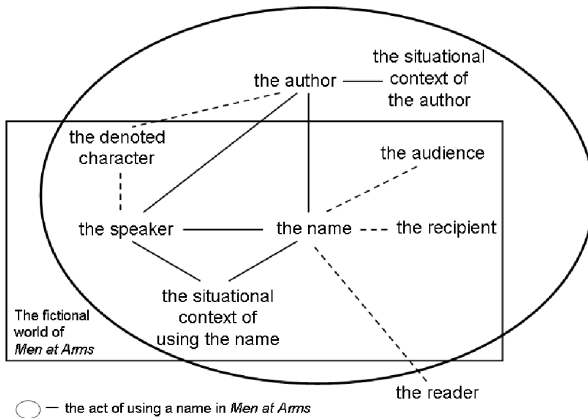 the situational
context of
the author
the author
the denoted
character
the audience
the speaker
the name
the recipient
the situational
context of
using the name
The fictional
world of
Men at Arms
the reader
— the act of using a name in Men at Arms